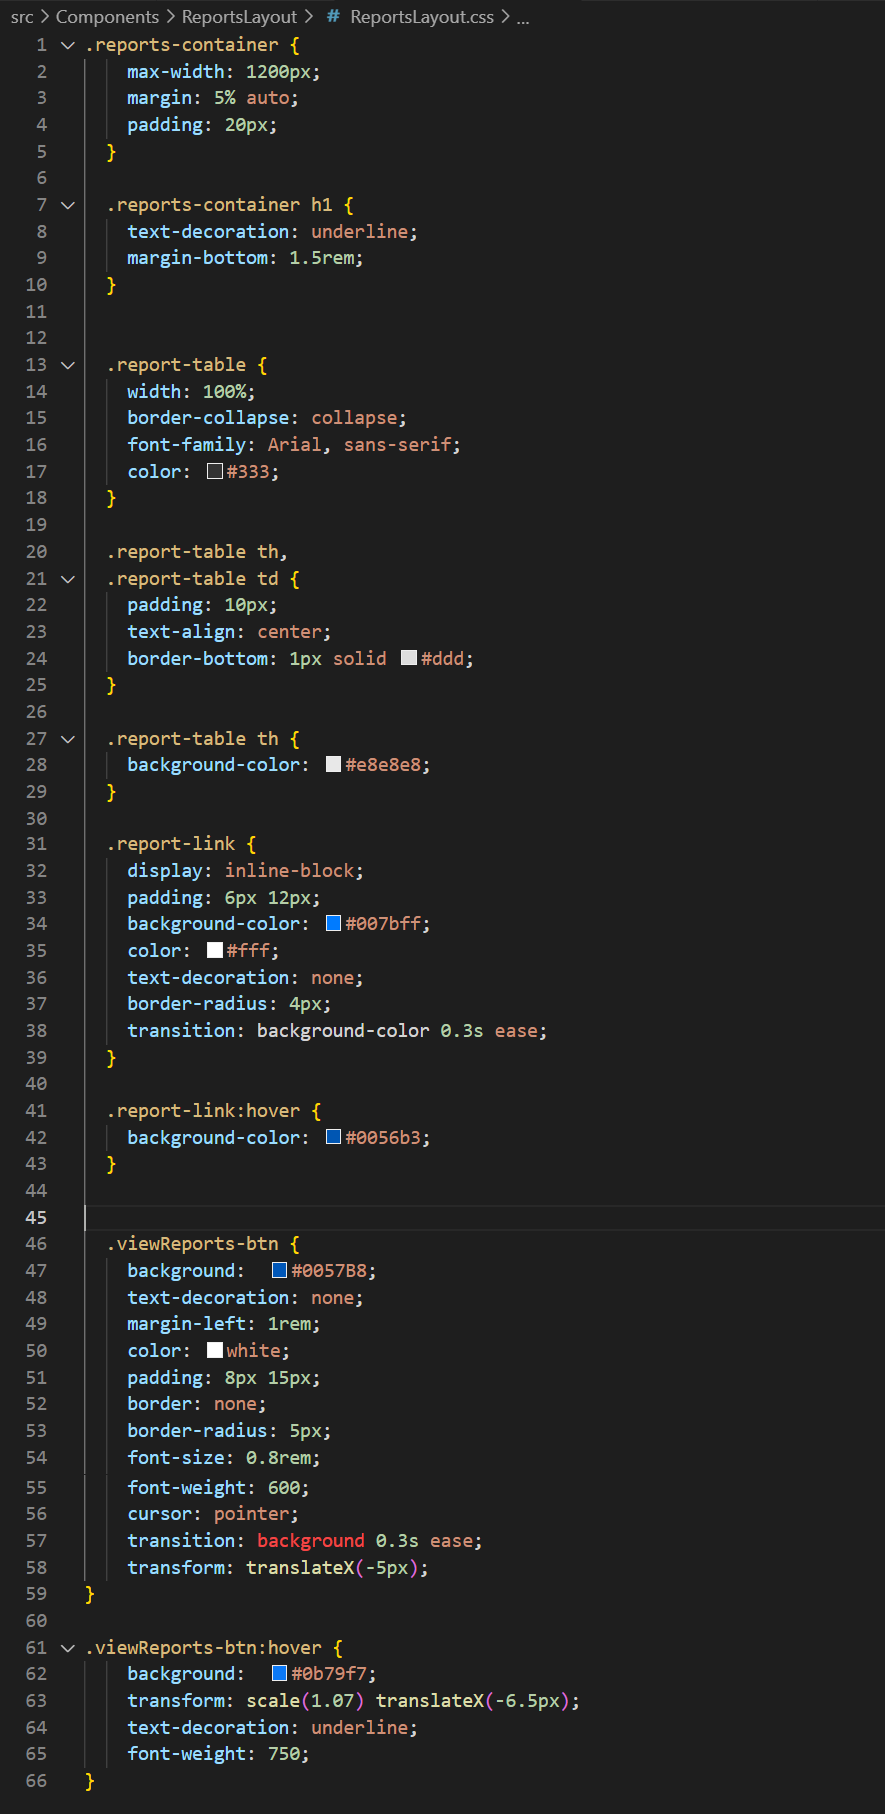 src > Components > ReportsLayout > # ReportsLayout.css > ...
1 .reports-container {
2 max-width: 1200px;
3 margin: 5% auto;
4 padding: 20px;
5 }
6
7 .reports-container h1 {
8 text-decoration: underline;
9 margin-bottom: 1.5rem;
10 }
11
12
13 .report-table {
14 width: 100%;
15 border-collapse: collapse;
16 font-family: Arial, sans-serif;
17 color: #333;
18 }
19
20 .report-table th,
21 .report-table td {
22 padding: 10px;
23 text-align: center;
24 border-bottom: 1px solid #ddd;
25 }
26
27 .report-table th {
28 background-color: #e8e8e8;
29 }
30
31 .report-link {
32 display: inline-block;
33 padding: 6px 12px;
34 background-color: #007bff;
35 color: #fff;
36 text-decoration: none;
37 border-radius: 4px;
38 transition: background-color 0.3s ease;
39 }
40
41 .report-link:hover {
42 background-color: #0056b3;
43 }
44
45
46 .viewReports-btn {
47 background: #0057B8;
48 text-decoration: none;
49 margin-left: 1rem;
50 color: white;
51 padding: 8px 15px;
52 border: none;
53 border-radius: 5px;
54 font-size: 0.8rem;
55 font-weight: 600;
56 cursor: pointer;
57 transition: background 0.3s ease;
58 transform: translateX(-5px);
59 }
60
61 .viewReports-btn:hover {
62 background: #0b79f7;
63 transform: scale(1.07) translateX(-6.5px);
64 text-decoration: underline;
65 font-weight: 750;
66 }